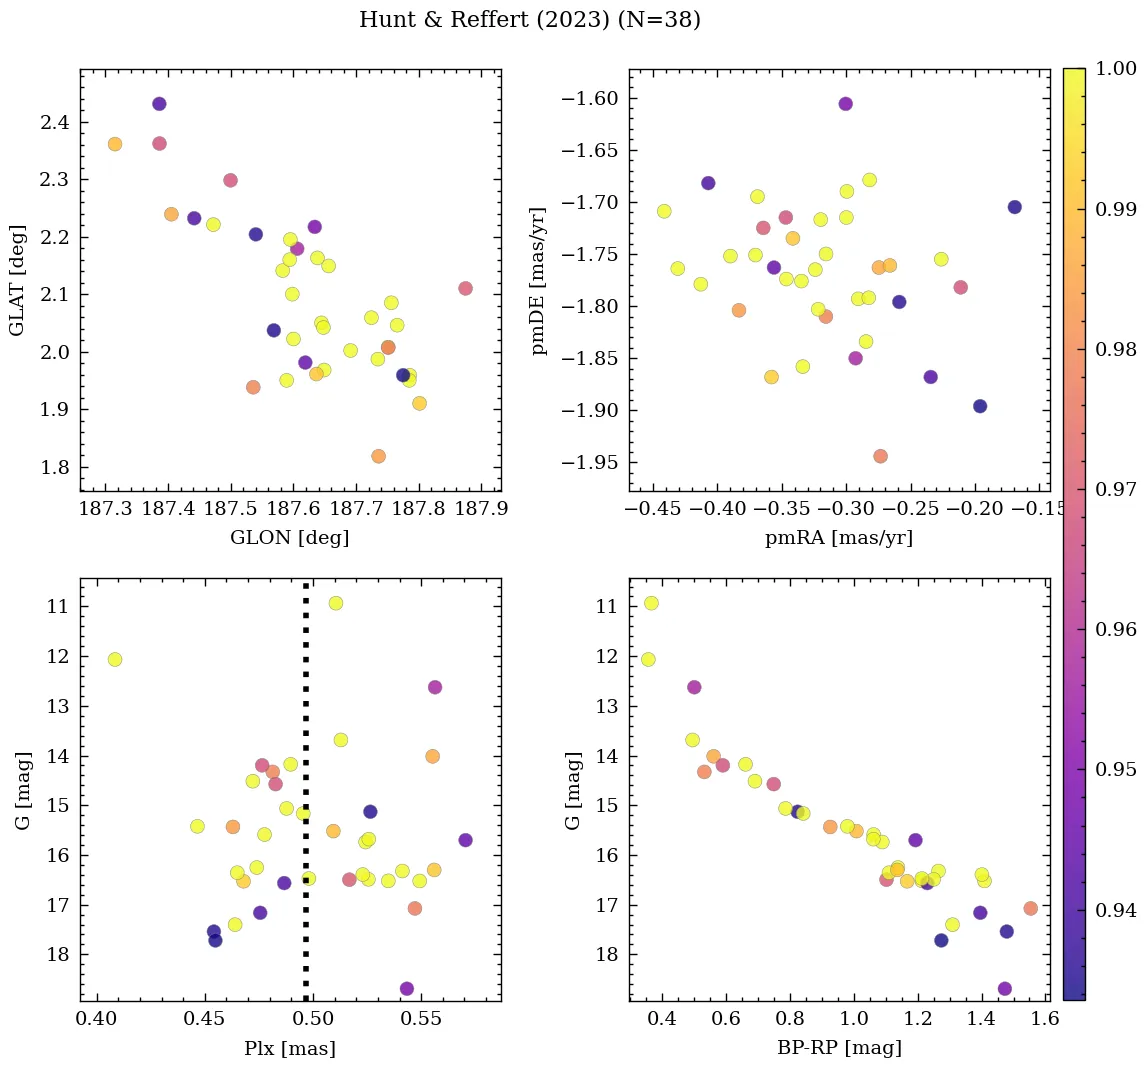 Hunt & Reffert (2023) (N=38)
2.4
2.3
2.2
2.1
2.0
1.9
1.8
GLAT [deg]
187.3 187.4 187.5 187.6 187.7 187.8 187.9
GLON [deg]
−1.60
−1.65
−1.70
−1.75
−1.80
−1.85
−1.90
−1.95
pmDE [mas/yr]
−0.45 −0.40 −0.35 −0.30 −0.25 −0.20 −0.15
pmRA [mas/yr]
11
12
13
14
15
16
17
18
G [mag]
0.40 0.45 0.50 0.55
Plx [mas]
11
12
13
14
15
16
17
18
G [mag]
0.4 0.6 0.8 1.0 1.2 1.4 1.6
BP-RP [mag]
1.00
0.99
0.98
0.97
0.96
0.95
0.94